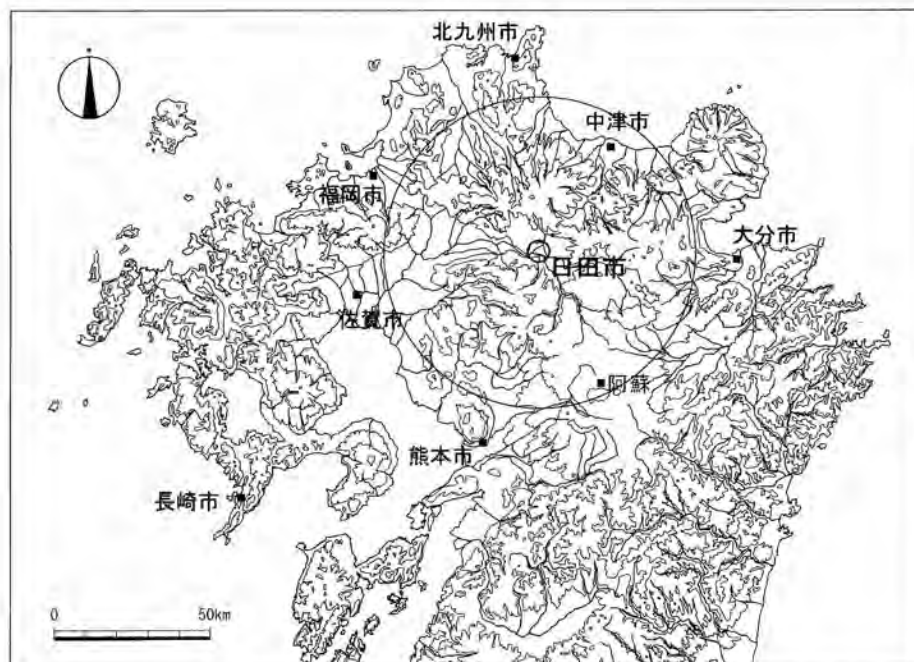 北九州市
中津市
福岡市
大分市
日田市
佐賀市
阿蘇
熊本市
長崎市
0 50km